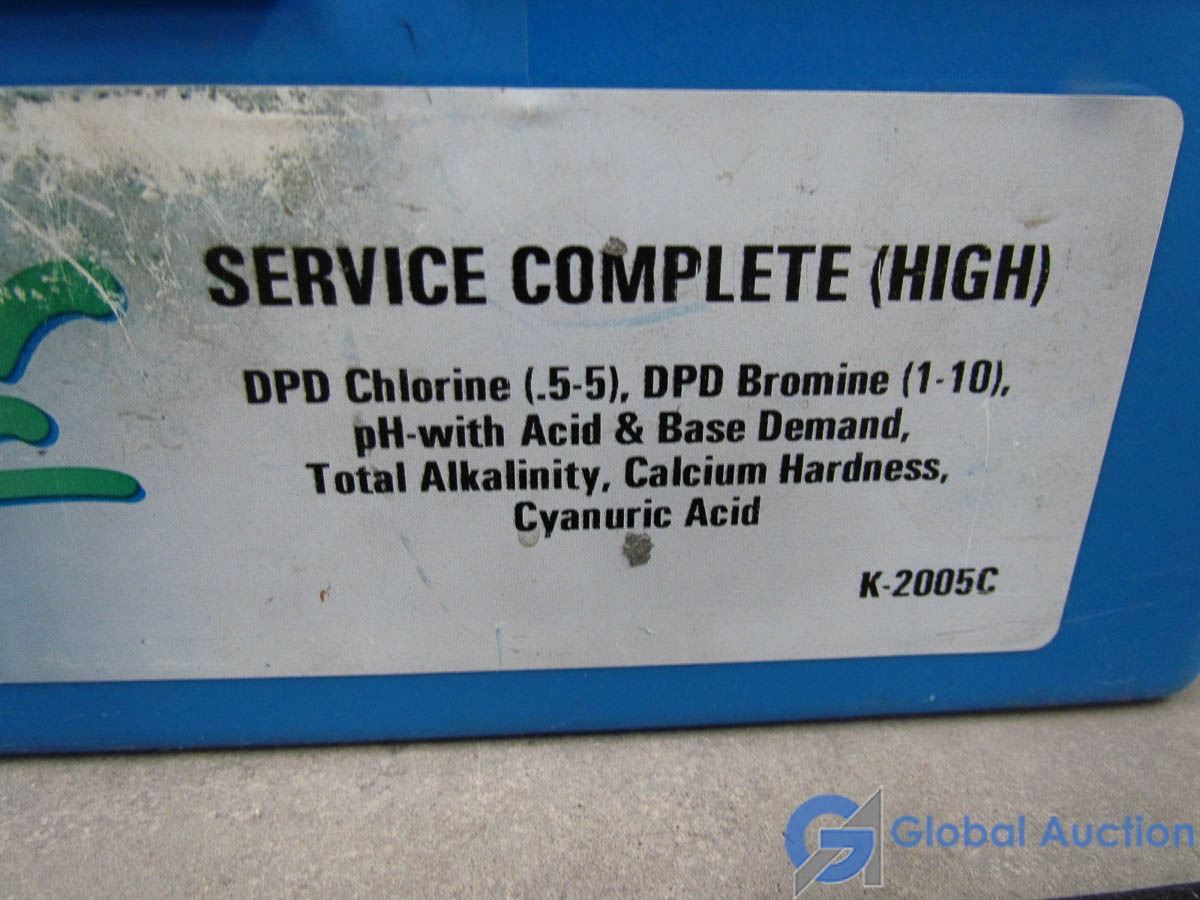 SERVICE COMPLETE (HIGH)
DPD Chlorine (.5-5), DPD Bromine (1-10),
pH-with Acid & Base Demand,
Total Alkalinity, Calcium Hardness,
Cyanuric Acid
K-2005C
Global Auction